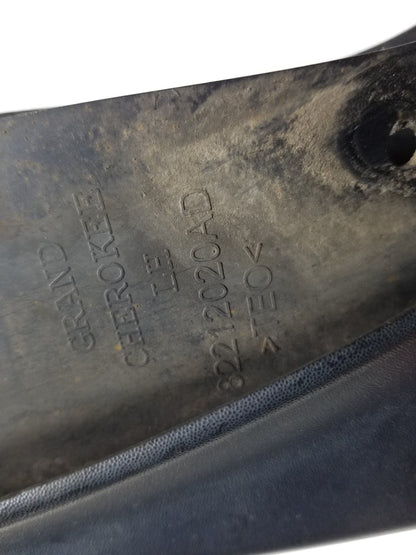 GRAND
CHEROKEE
LE
82212020AD
>TEO<